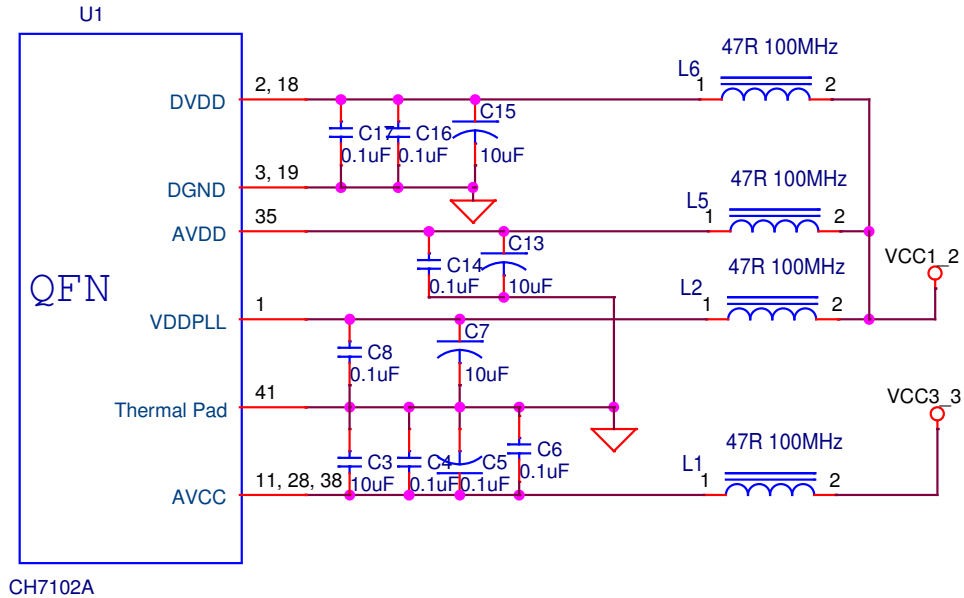 U1
47R 100MHz
L6
1
2
2, 18
DVDD
C17
0.1uF
C16
0.1uF
C15
10uF
3, 19
DGND
47R 100MHz
L5
1
2
35
AVDD
C14
0.1uF
C13
10uF
VCC1_2
QFN
47R 100MHz
L2
1
2
1
VDDPLL
C8
0.1uF
C7
10uF
41
Thermal Pad
VCC3_3
C3
10uF
C4
0.1uF
C5
0.1uF
C6
0.1uF
47R 100MHz
L1
1
2
11, 28, 38
AVCC
CH7102A